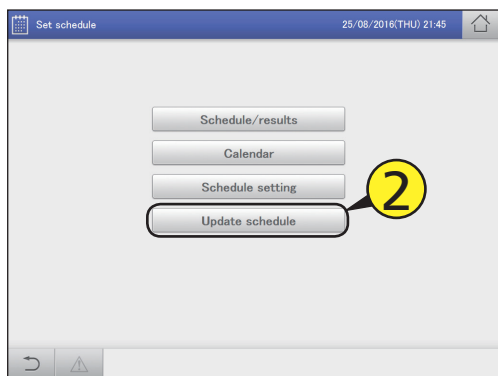 Set schedule 25/08/2016(THU) 21:45
Schedule/results
Calendar
Schedule setting
Update schedule
2